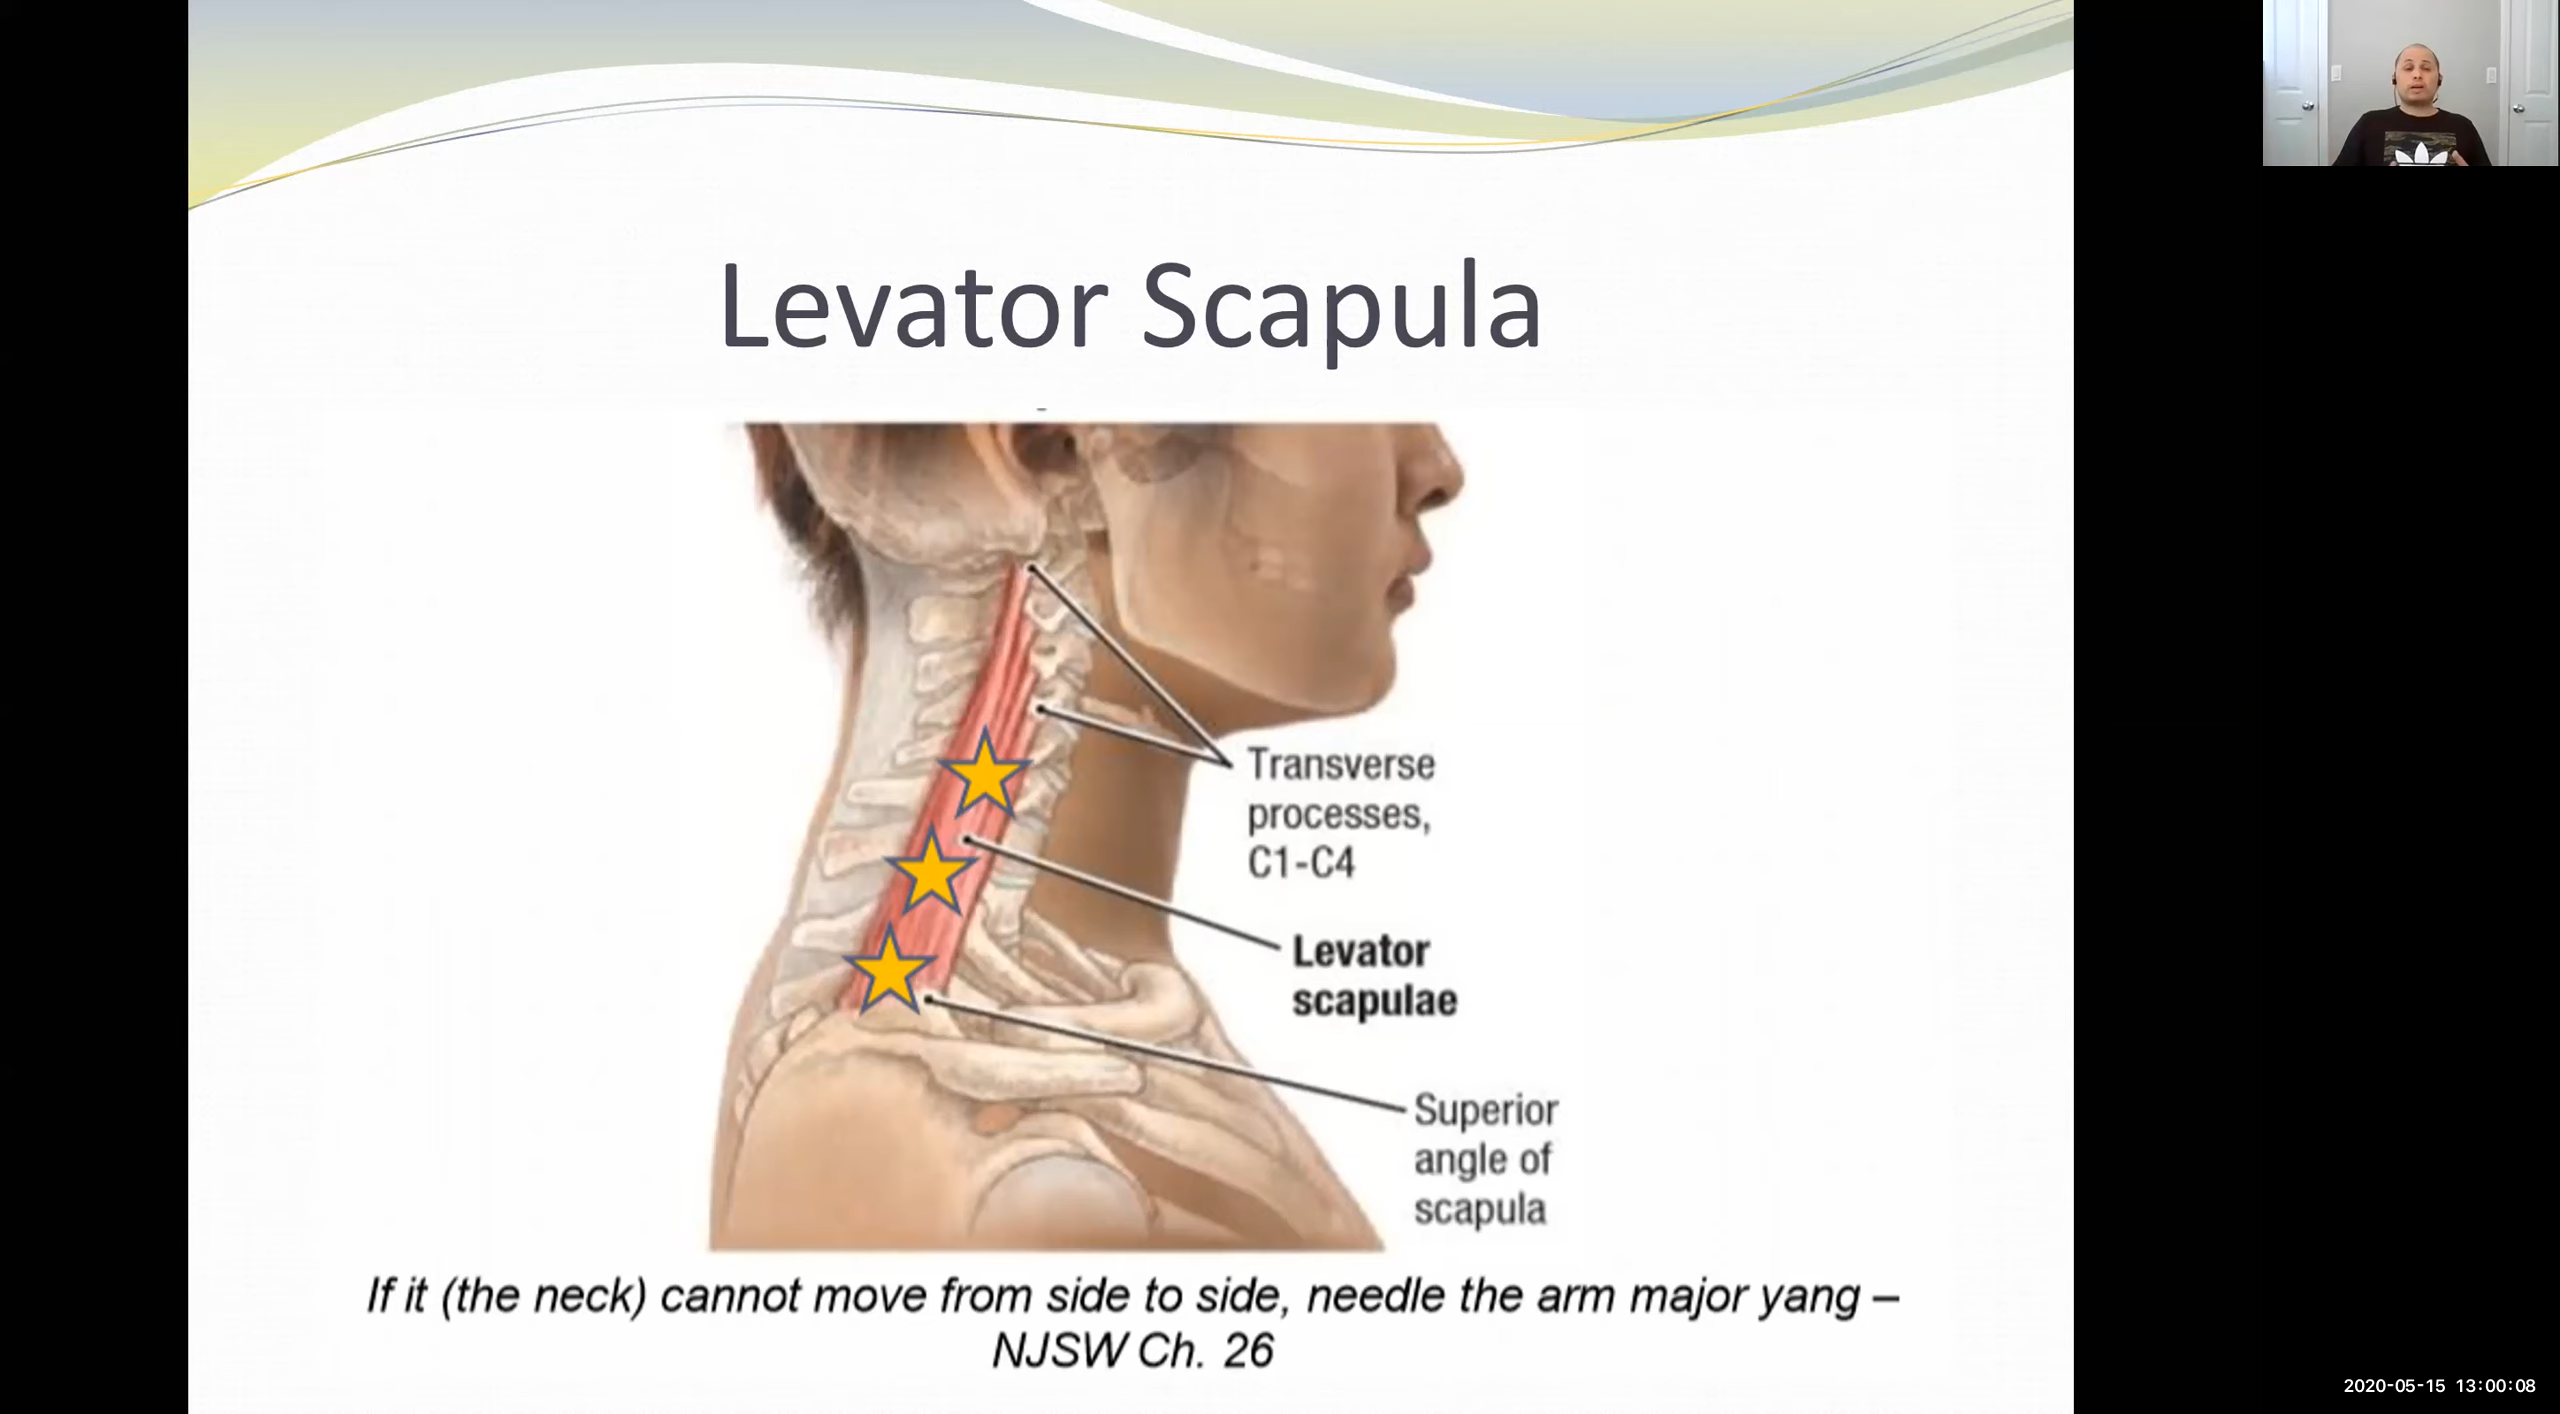 Levator Scapula
Transverse
processes,
C1-C4
Levator
scapulae
Superior
angle of
scapula
If it (the neck) cannot move from side to side, needle the arm major yang –
NJSW Ch. 26
2020-05-15 13:00:08